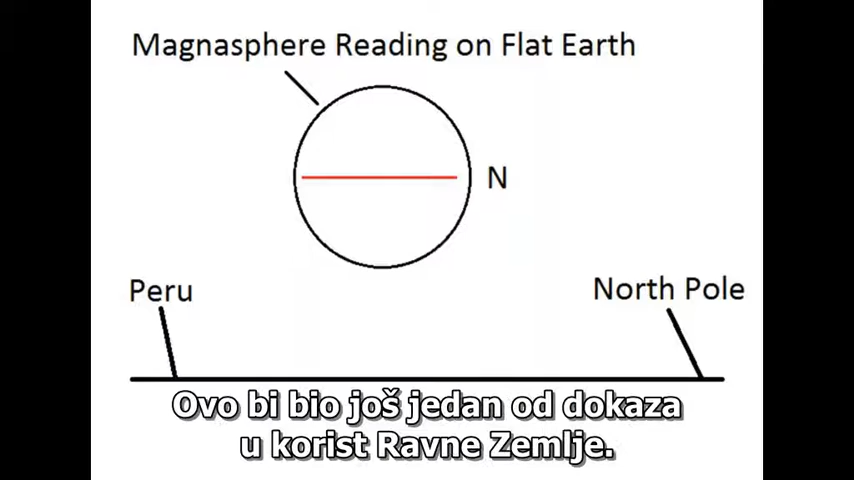 Magnasphere Reading on Flat Earth
N
Peru
North Pole
Ovo bi bio još jedan od dokaza
u korist Ravne Zemlje.